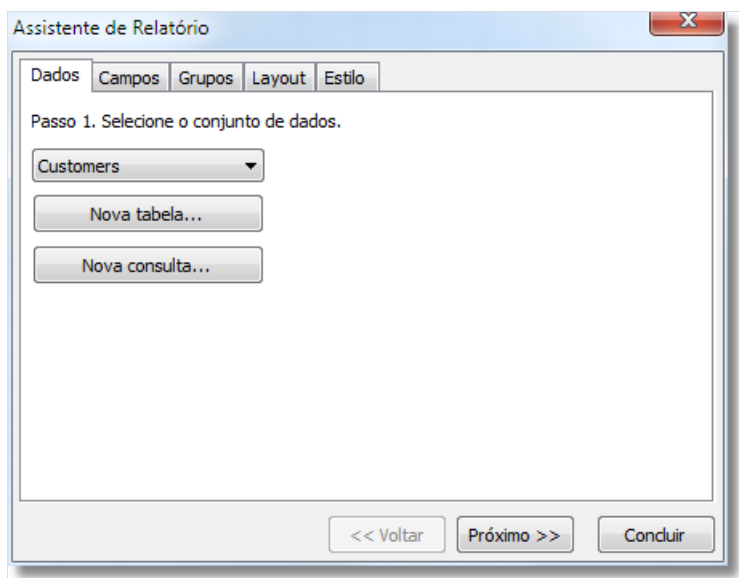 Assistente de Relatório
Dados Campos Grupos Layout Estilo
Passo 1. Selecione o conjunto de dados.
Customers
Nova tabela...
Nova consulta...
<< Voltar Próximo >> Concluir